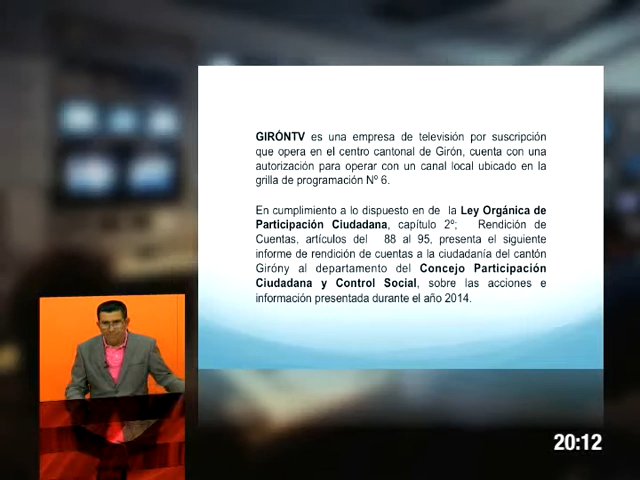 GIRÓNTV es una empresa de televisión por suscripción
que opera en el centro cantonal de Girón, cuenta con una
autorización para operar con un canal local ubicado en la
grilla de programación Nº 6.
En cumplimiento a lo dispuesto en de la Ley Orgánica de
Participación Ciudadana, capítulo 2º; Rendición de
Cuentas, artículos del 88 al 95, presenta el siguiente
informe de rendición de cuentas a la ciudadanía del cantón
Giróny al departamento del Concejo Participación
Ciudadana y Control Social, sobre las acciones e
información presentada durante el año 2014.
20:12